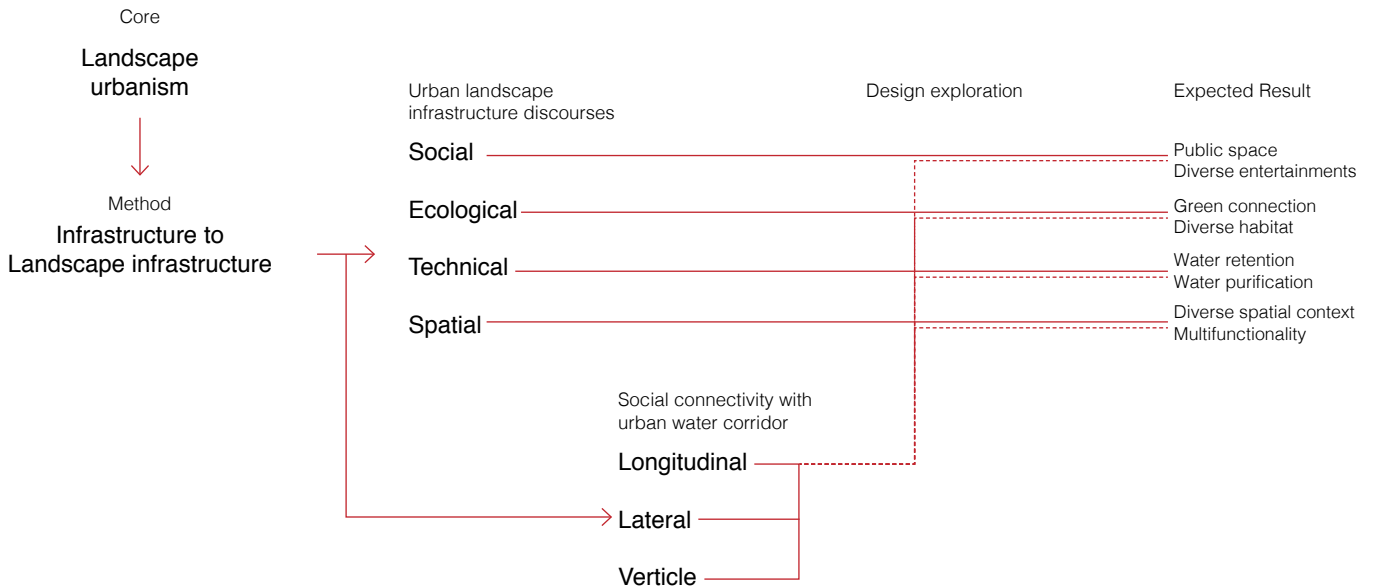 Core
Landscape
urbanism
Method
Infrastructure to
Landscape infrastructure
Urban landscape
infrastructure discourses
Social
Ecological
Technical
Spatial
Social connectivity with
urban water corridor
Longitudinal
Lateral
Verticle
Design exploration
Expected Result
Public space
Diverse entertainments
Green connection
Diverse habitat
Water retention
Water purification
Diverse spatial context
Multifunctionality